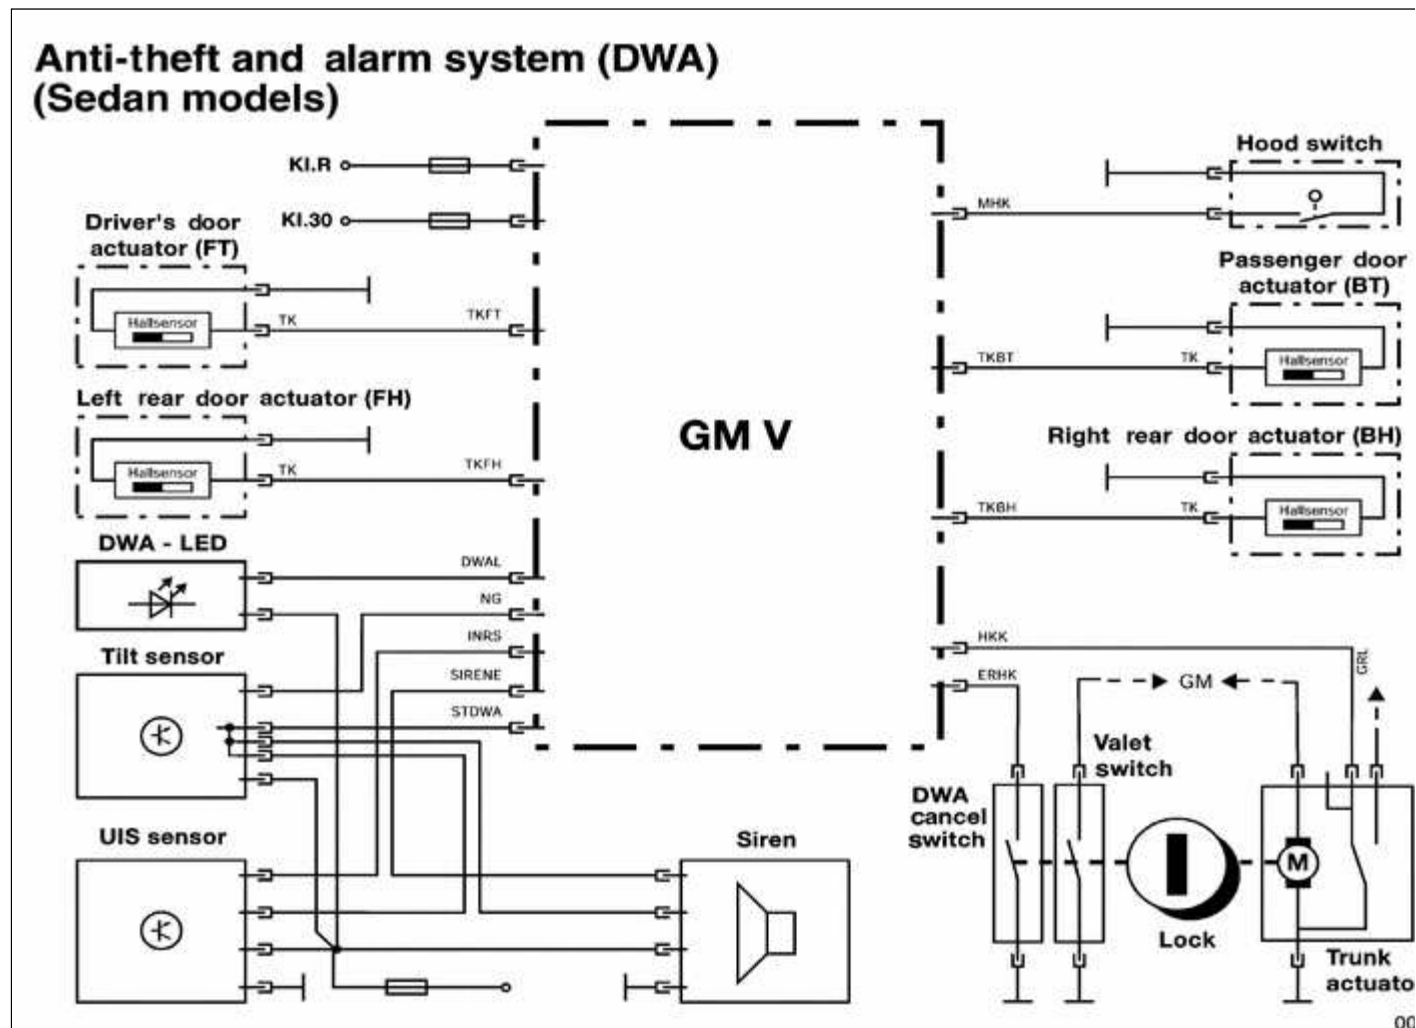 Anti-theft and alarm system (DWA)
(Sedan models)
Kl.R
Kl.30
Driver's door
actuator (FT)
Hallsensor
TK
TKFT
Left rear door actuator (FH)
Hallsensor
TK
TKFH
DWA - LED
DWAL
NG
INRS
SIRENE
STDWA
Tilt sensor
UIS sensor
Siren
GM V
Hood switch
MHK
Passenger door
actuator (BT)
TKBT
TK
Hallsensor
Right rear door actuator (BH)
TKBH
TK
Hallsensor
HKK
ERHK
GRL
GM
Valet
switch
DWA
cancel
switch
M
Lock
Trunk
actuato
00